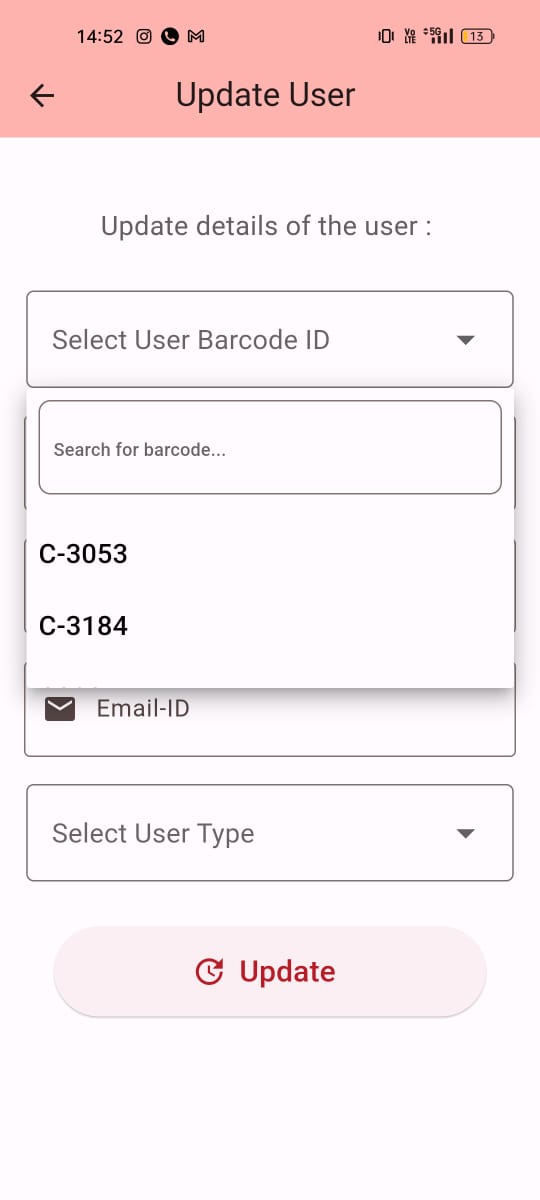 14:52 Vo LTE 5G 13
Update User
Update details of the user :
Select User Barcode ID
Search for barcode...
C-3053
C-3184
Email-ID
Select User Type
Update